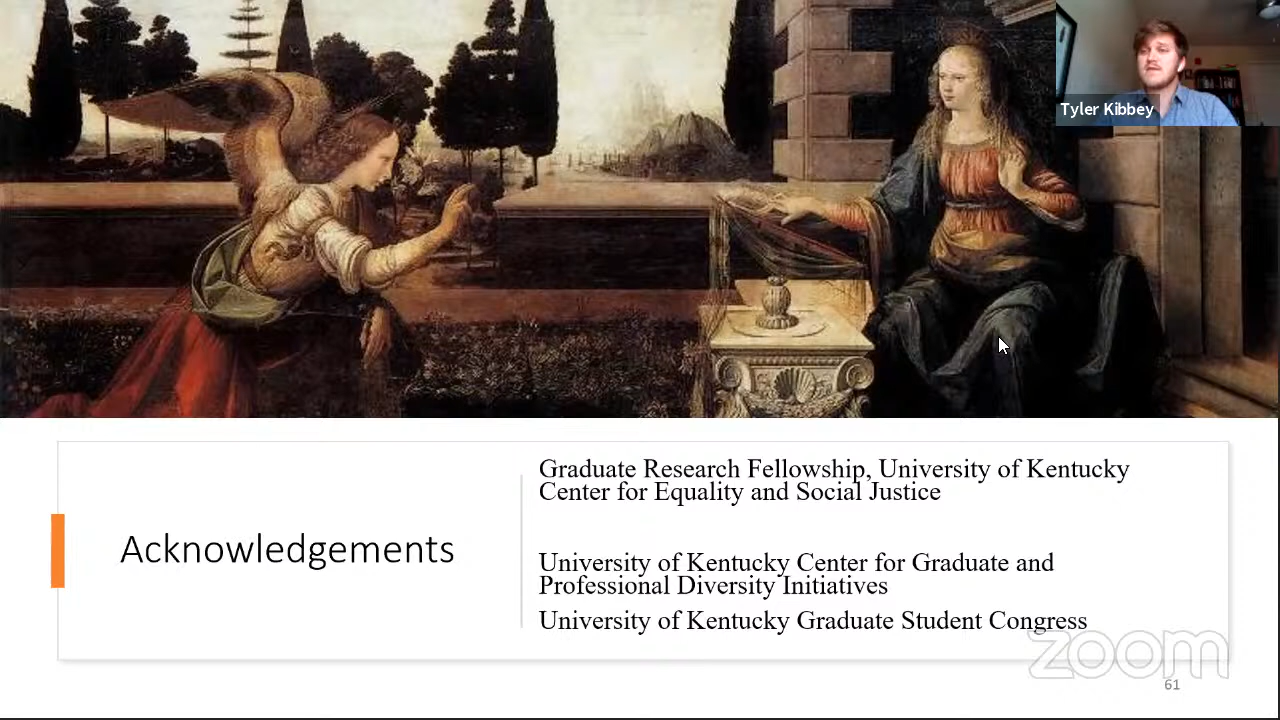 Tyler Kibbey
Graduate Research Fellowship, University of Kentucky
Center for Equality and Social Justice
Acknowledgements
University of Kentucky Center for Graduate and
Professional Diversity Initiatives
University of Kentucky Graduate Student Congress
zoom
61